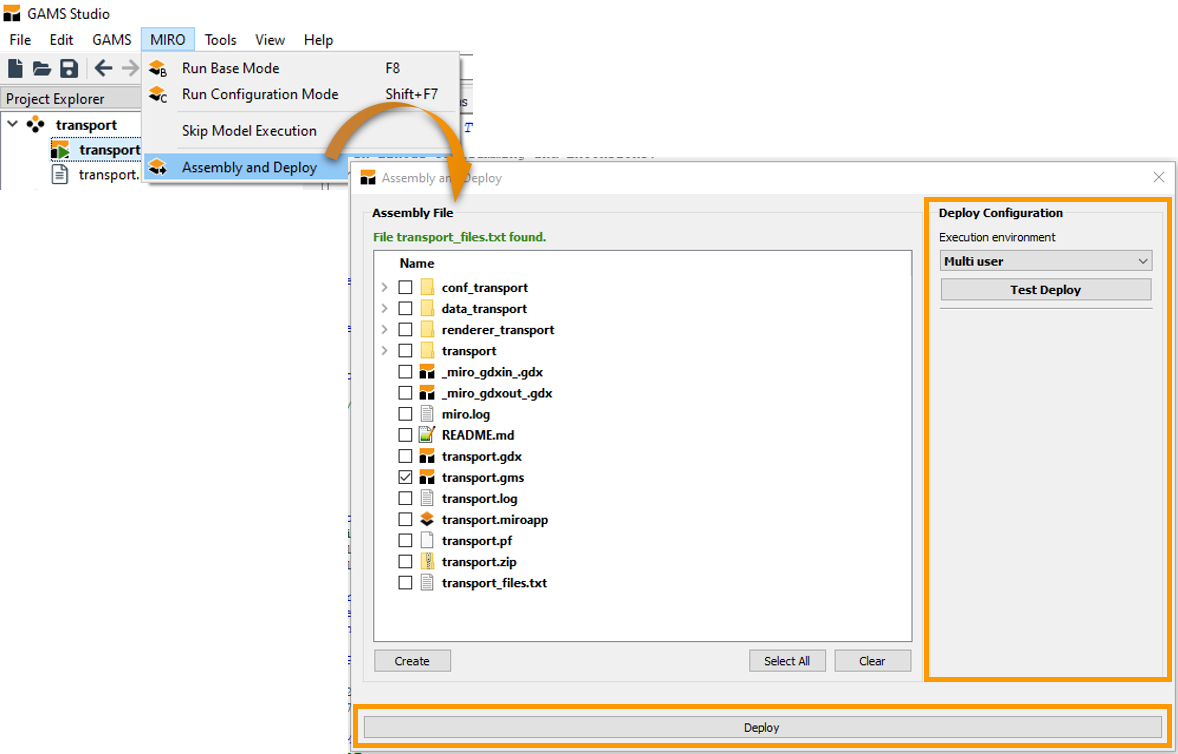 GAMS Studio
File Edit GAMS MIRO Tools View Help
Run Base Mode F8
Run Configuration Mode Shift+F7
Skip Model Execution
Assembly and Deploy
Project Explorer
transport
transport
transport.
Assembly and Deploy
Assembly File
File transport_files.txt found.
Name
conf_transport
data_transport
renderer_transport
transport
_miro_gdxin_.gdx
_miro_gdxout_.gdx
miro.log
README.md
transport.gdx
transport.gms
transport.log
transport.miroapp
transport.pf
transport.zip
transport_files.txt
Create Select All Clear
Deploy Configuration
Execution environment
Multi user
Test Deploy
Deploy